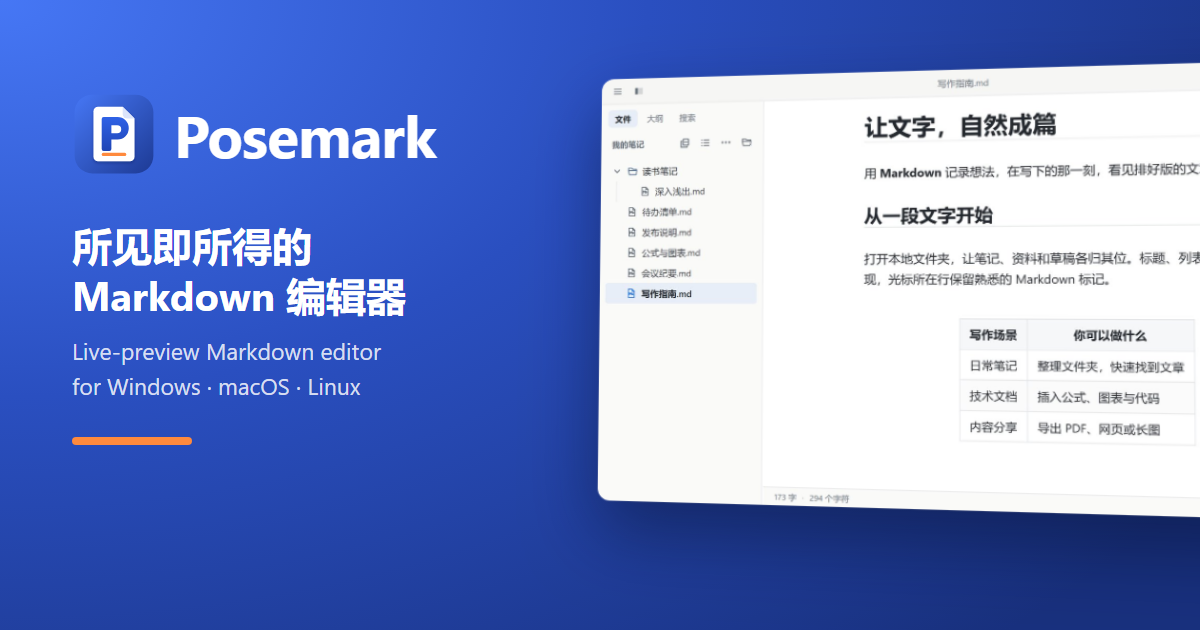 Posemark
所见即所得的
Markdown 编辑器
Live-preview Markdown editor
for Windows · macOS · Linux
写作指南.md
文件 大纲 搜索
我的笔记
读书笔记
深入浅出.md
待办清单.md
发布说明.md
公式与图表.md
会议纪要.md
写作指南.md
让文字，自然成篇
用 Markdown 记录想法，在写下的那一刻，看见排好版的文
从一段文字开始
打开本地文件夹，让笔记、资料和草稿各归其位。标题、列表
现，光标所在行保留熟悉的 Markdown 标记。
写作场景 你可以做什么
日常笔记 整理文件夹，快速找到文章
技术文档 插入公式、图表与代码
内容分享 导出 PDF、网页或长图
173 字 · 294 个字符